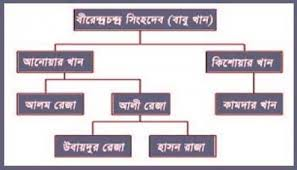 বীরেন্দ্রচন্দ্র সিংহদেব (বাবু খান)
আনোয়ার খান
কিশোয়ার খান
আলম রেজা
আলী রেজা
কামদার খান
উবায়দুর রেজা
হাসন রাজা